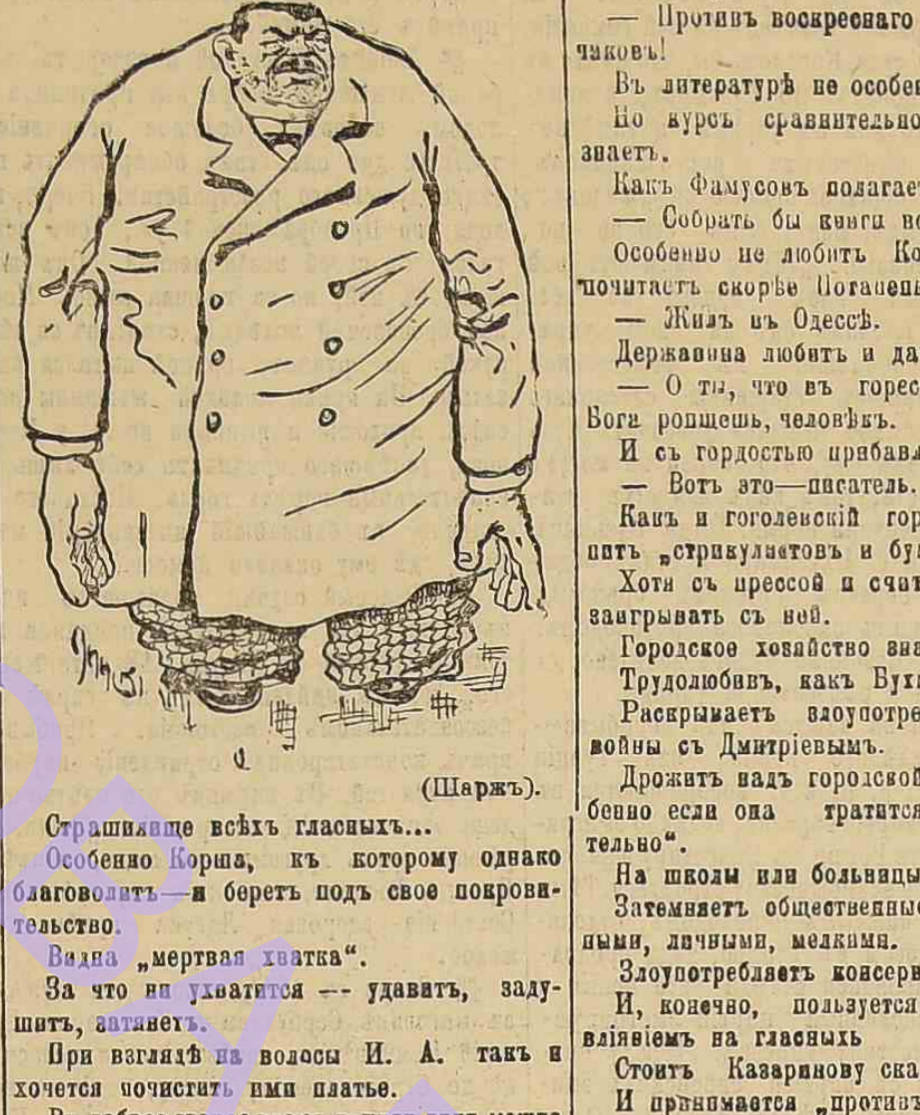 (Шаржъ).
Страшилище всѣхъ гласныхъ...
Особенно Корша, къ которому однако
благоволитъ—и беретъ подъ свое покрови-
тельство.
Видна „мертвая хватка“.
За что ни ухватится -- удавитъ, заду-
шитъ, затянетъ.
При взглядѣ на волосы И. А. такъ и
хочется почистить ими платье.
— Противъ воскреснаго
чаковъ!
Въ литературѣ не особен
Но курсъ сравнительно
знаетъ.
Какъ Фамусовъ полагает
— Собрать бы книги
Особенно не любитъ Ко
почитаетъ скорѣе Потапень
— Жилъ въ Одессѣ.
Державина любитъ и да
— О ты, что въ горес
Бога ропщешь, человѣкъ.
И съ гордостью прибавл
— Вотъ это—писатель.
Какъ и гоголевскій гор
питъ „стрикулистовъ и бу
Хотя съ прессой и счит
заигрывать съ ней.
Городское хозяйство зна
Трудолюбивъ, какъ Бух
Раскрываетъ злоупотре
войны съ Дмитріевымъ.
Дрожитъ надъ городской
бенно если она тратится
тельно“.
На школы или больницы
Затемняетъ общественные
ными, личными, мелкими.
Злоупотребляетъ консерв
И, конечно, пользуется
вліяніемъ на гласныхъ
Стоитъ Казаринову ска
И принимается „против